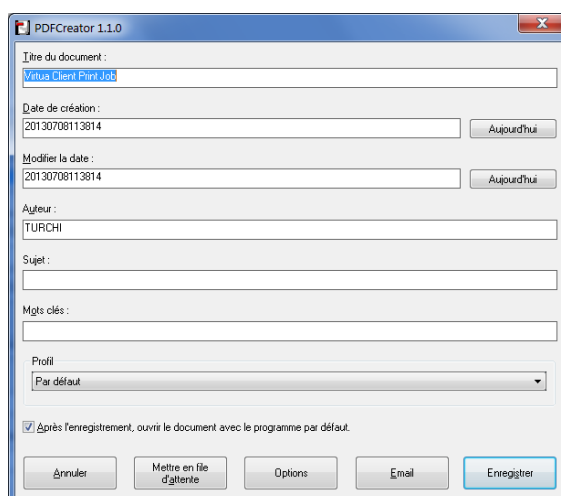 PDFCreator 1.1.0
Titre du document :
Virtua Client Print Job
Date de création :
20130708113814
Aujourd'hui
Modifier la date :
20130708113814
Aujourd'hui
Auteur :
TURCHI
Sujet :
Mots clés :
Profil
Par défaut
Après l'enregistrement, ouvrir le document avec le programme par défaut.
Annuler
Mettre en file
d'attente
Options
Email
Enregistrer